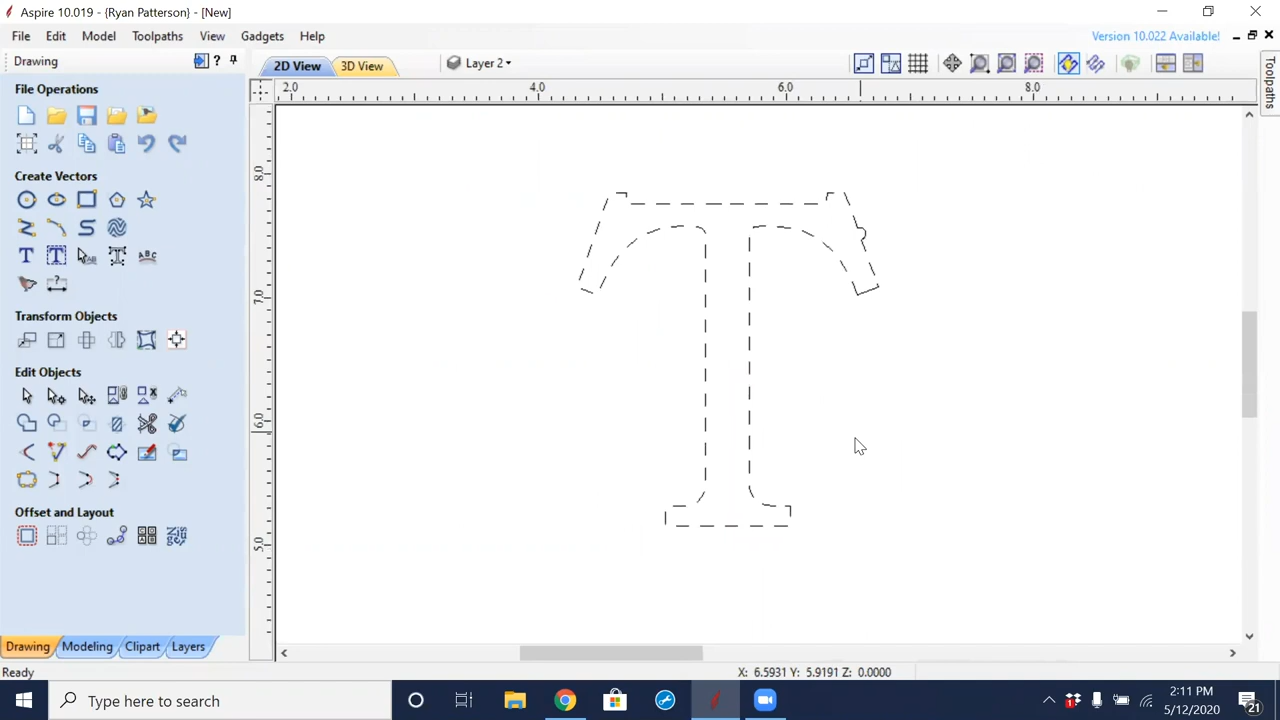 Aspire 10.019 - {Ryan Patterson} - [New]
File Edit Model Toolpaths View Gadgets Help
Version 10.022 Available!
Drawing
2D View 3D View
Layer 2
Toolpaths
File Operations
2.0 4.0 6.0 8.0
Create Vectors
8.0
7.0
6.0
5.0
Transform Objects
Edit Objects
Offset and Layout
T
Drawing Modeling Clipart Layers
Ready
X: 6.5931 Y: 5.9191 Z: 0.0000
Type here to search
2:11 PM
5/12/2020
21